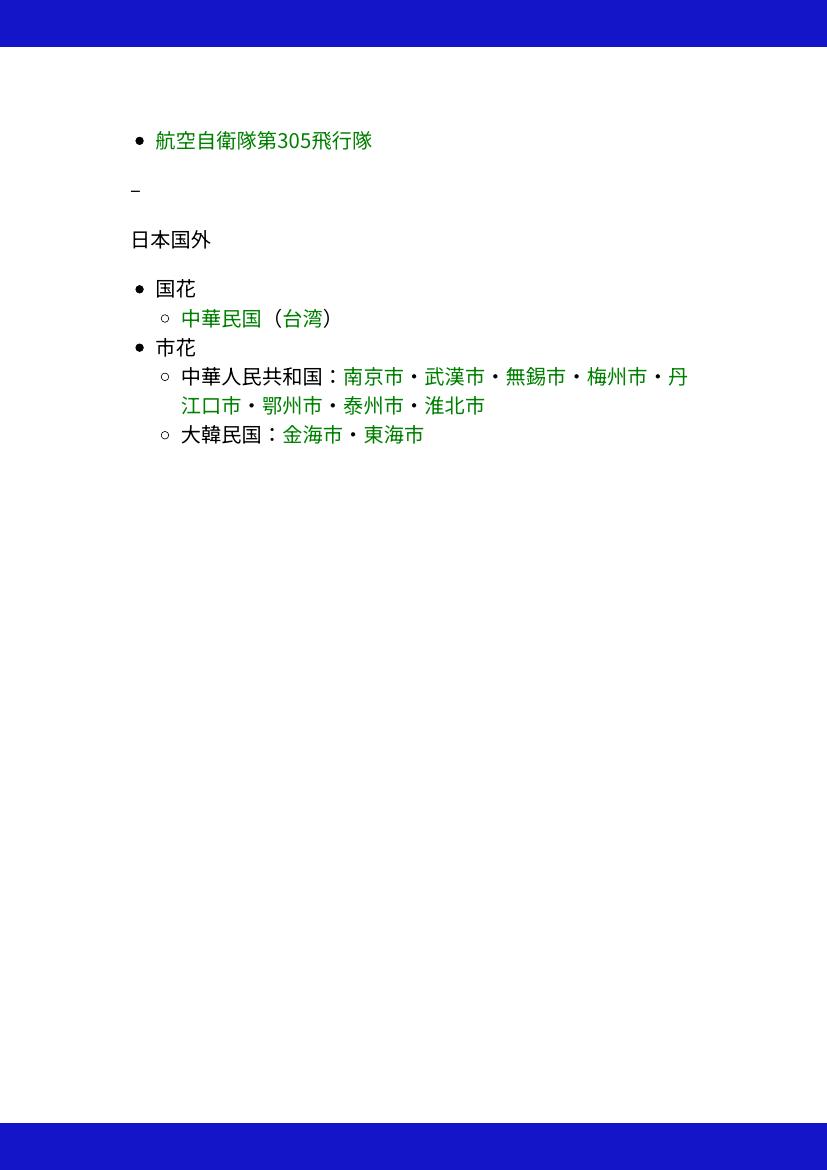 • 航空自衛隊第305飛行隊
–
日本国外
• 国花
◦ 中華民国（台湾）
• 市花
◦ 中華人民共和国：南京市・武漢市・無錫市・梅州市・丹
江口市・鄂州市・泰州市・淮北市
◦ 大韓民国：金海市・東海市